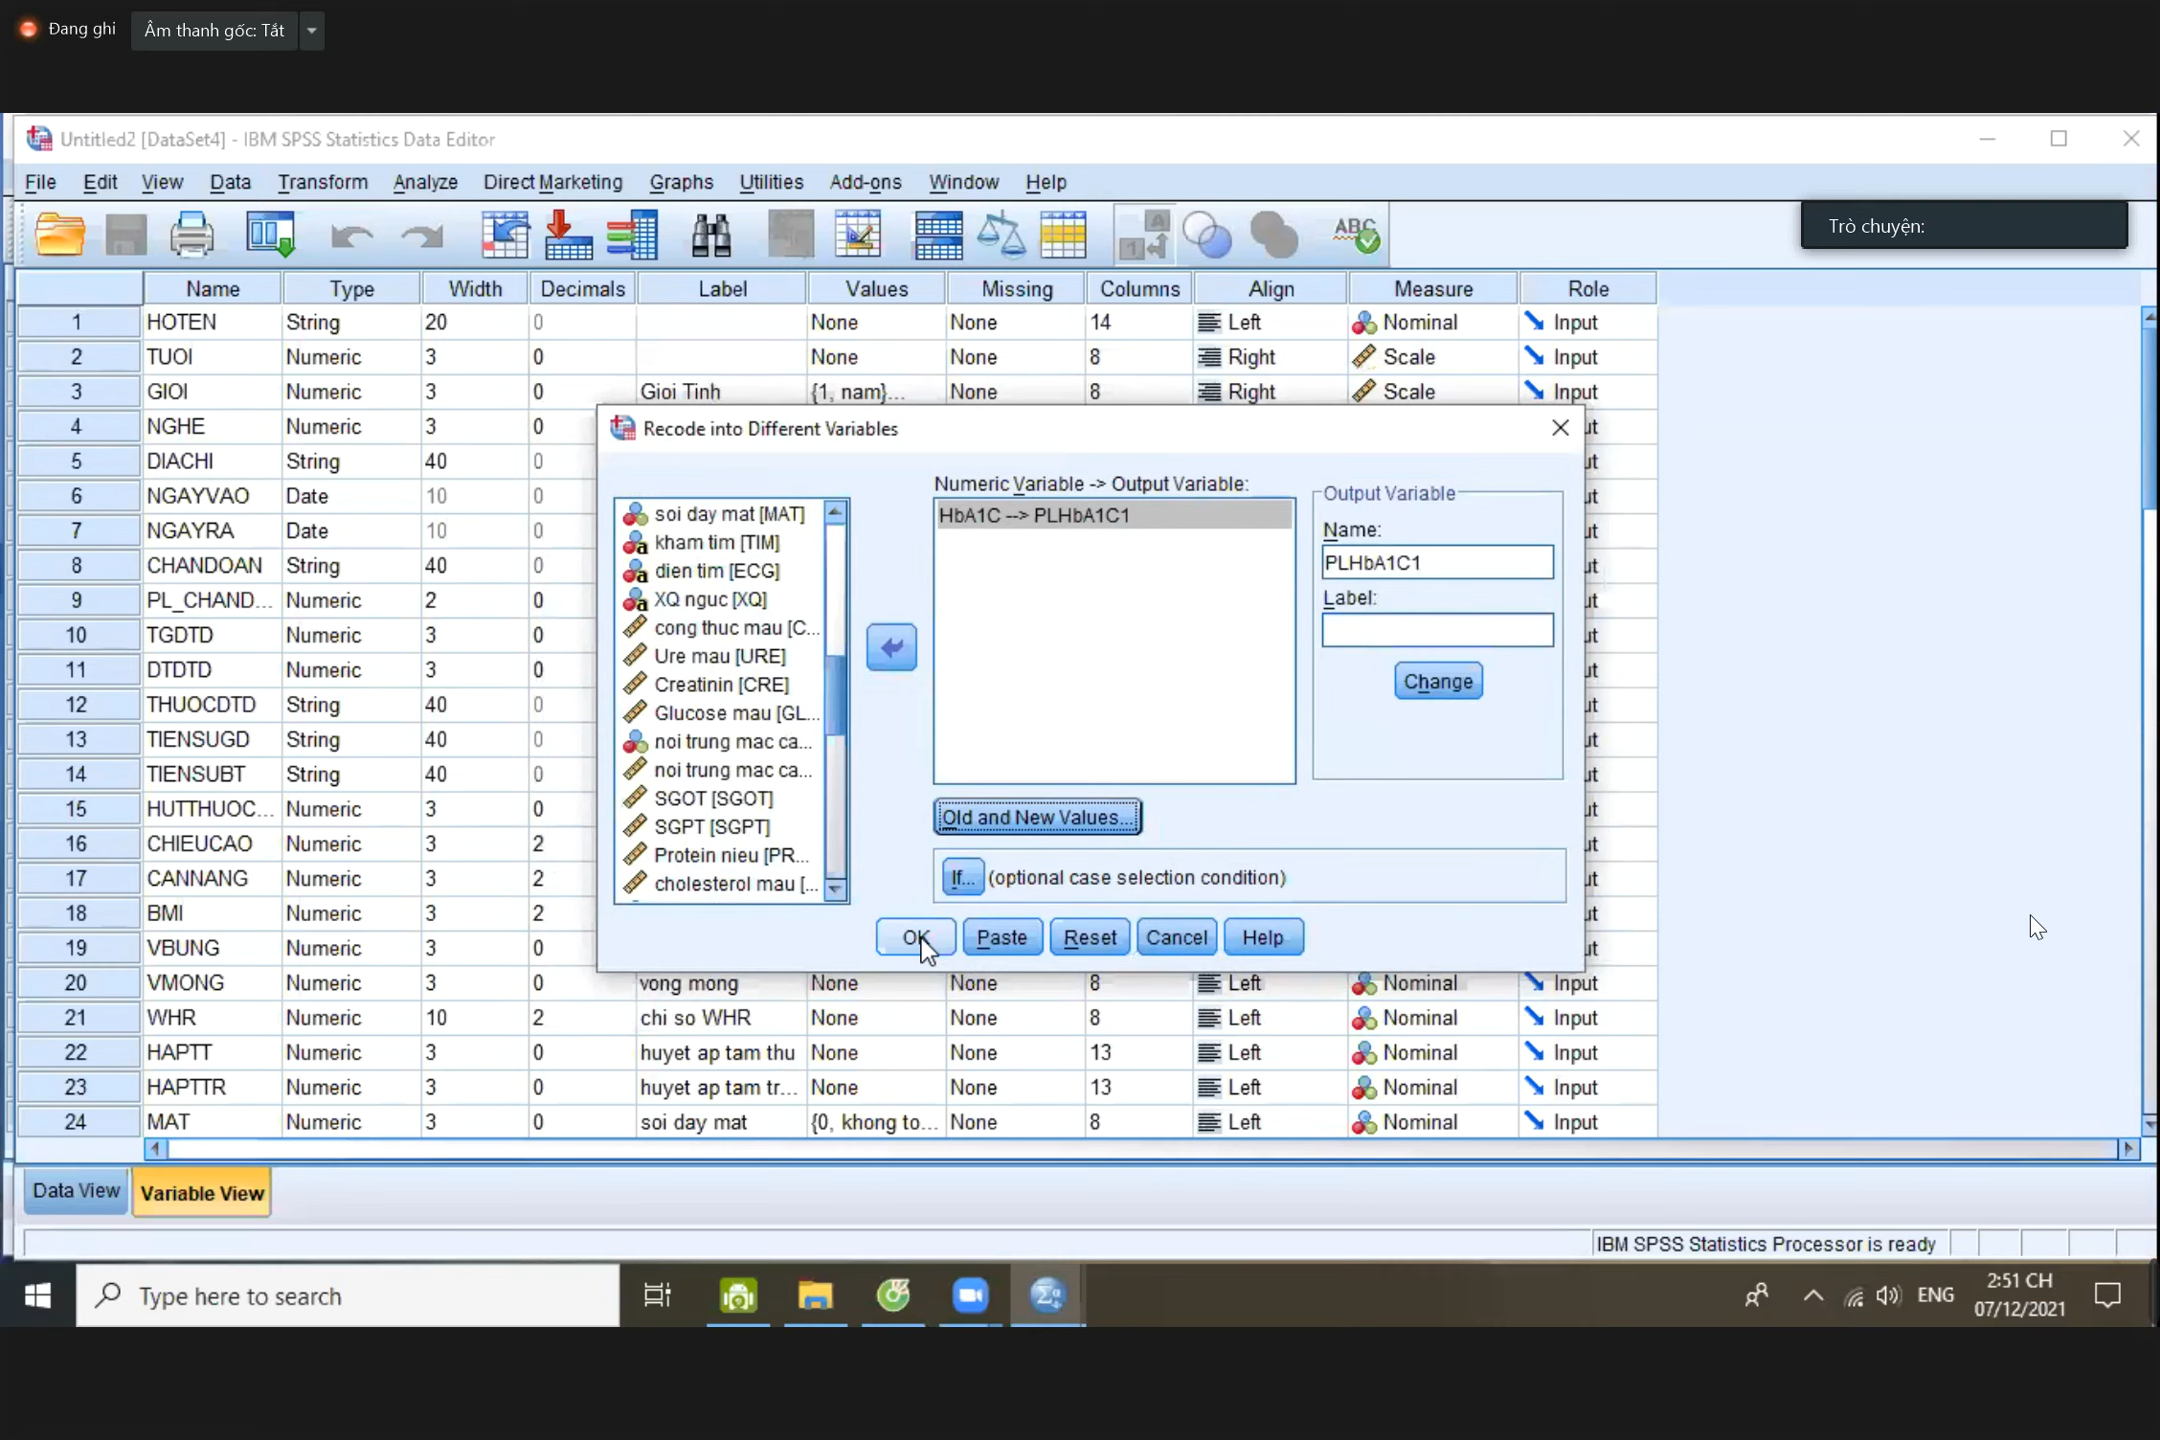 Đang ghi
Âm thanh gốc: Tắt
Untitled2 [DataSet4] - IBM SPSS Statistics Data Editor
File Edit View Data Transform Analyze Direct Marketing Graphs Utilities Add-ons Window Help
Trò chuyện:
Name Type Width Decimals Label Values Missing Columns Align Measure Role
1 HOTEN String 20 0 None None 14 Left Nominal Input
2 TUOI Numeric 3 0 None None 8 Right Scale Input
3 GIOI Numeric 3 0 Gioi Tinh {1, nam}... None 8 Right Scale Input
4 NGHE Numeric 3 0
5 DIACHI String 40 0
6 NGAYVAO Date 10
7 NGAYRA Date 10
8 CHANDOAN String 40 0
9 PL_CHAND... Numeric 2 0
10 TGDTD Numeric 3 0
11 DTDTD Numeric 3 0
12 THUOCDTD String 40 0
13 TIENSUGD String 40 0
14 TIENSUBT String 40 0
15 HUTTHUOC... Numeric 3 0
16 CHIEUCAO Numeric 3 2
17 CANNANG Numeric 3 2
18 BMI Numeric 3 2
19 VBUNG Numeric 3 0
20 VMONG Numeric 3 0 vong mong None None 8 Left Nominal Input
21 WHR Numeric 10 2 chi so WHR None None 8 Left Nominal Input
22 HAPTT Numeric 3 0 huyet ap tam thu None None 13 Left Nominal Input
23 HAPTTR Numeric 3 0 huyet ap tam tr... None None 13 Left Nominal Input
24 MAT Numeric 3 0 soi day mat {0, khong to... None 8 Left Nominal Input
Recode into Different Variables
soi day mat [MAT]
kham tim [TIM]
dien tim [ECG]
XQ nguc [XQ]
cong thuc mau [C...
Ure mau [URE]
Creatinin [CRE]
Glucose mau [GL...
noi trung mac ca...
noi trung mac ca...
SGOT [SGOT]
SGPT [SGPT]
Protein nieu [PR...
cholesterol mau [...
Numeric Variable -> Output Variable:
HbA1C --> PLHbA1C1
Output Variable
Name:
PLHbA1C1
Label:
Change
Old and New Values...
If... (optional case selection condition)
OK Paste Reset Cancel Help
Data View Variable View
IBM SPSS Statistics Processor is ready
Type here to search
ENG
2:51 CH
07/12/2021